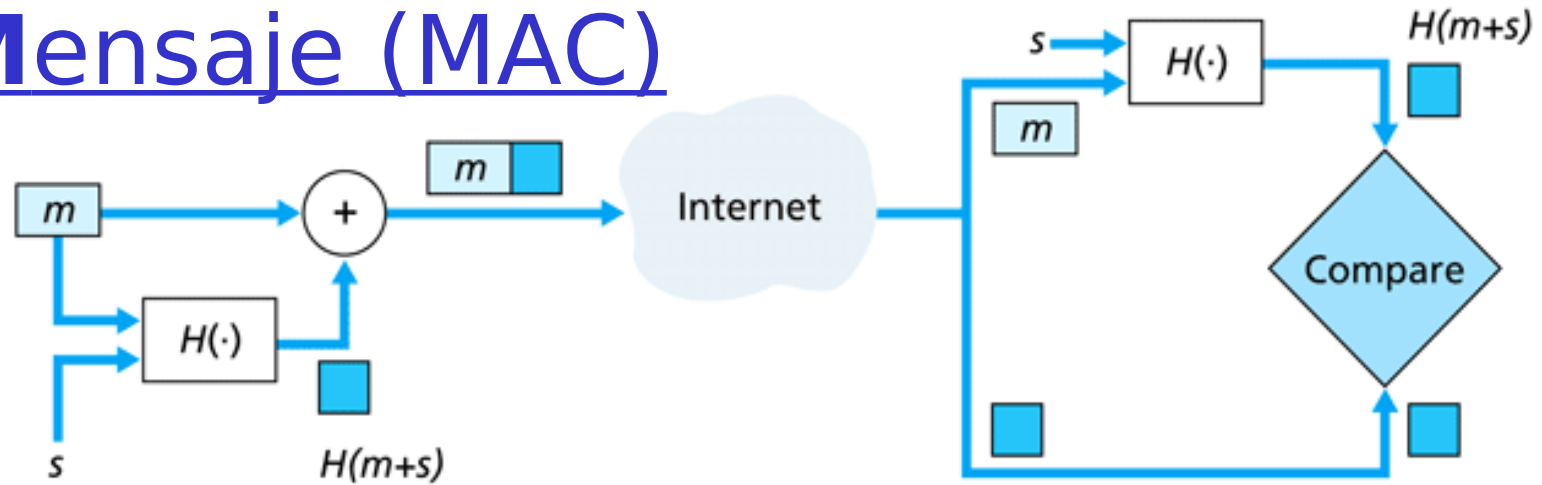 Mensaje (MAC)
m
+
m
H(·)
s
H(m+s)
Internet
s
H(·)
H(m+s)
m
Compare